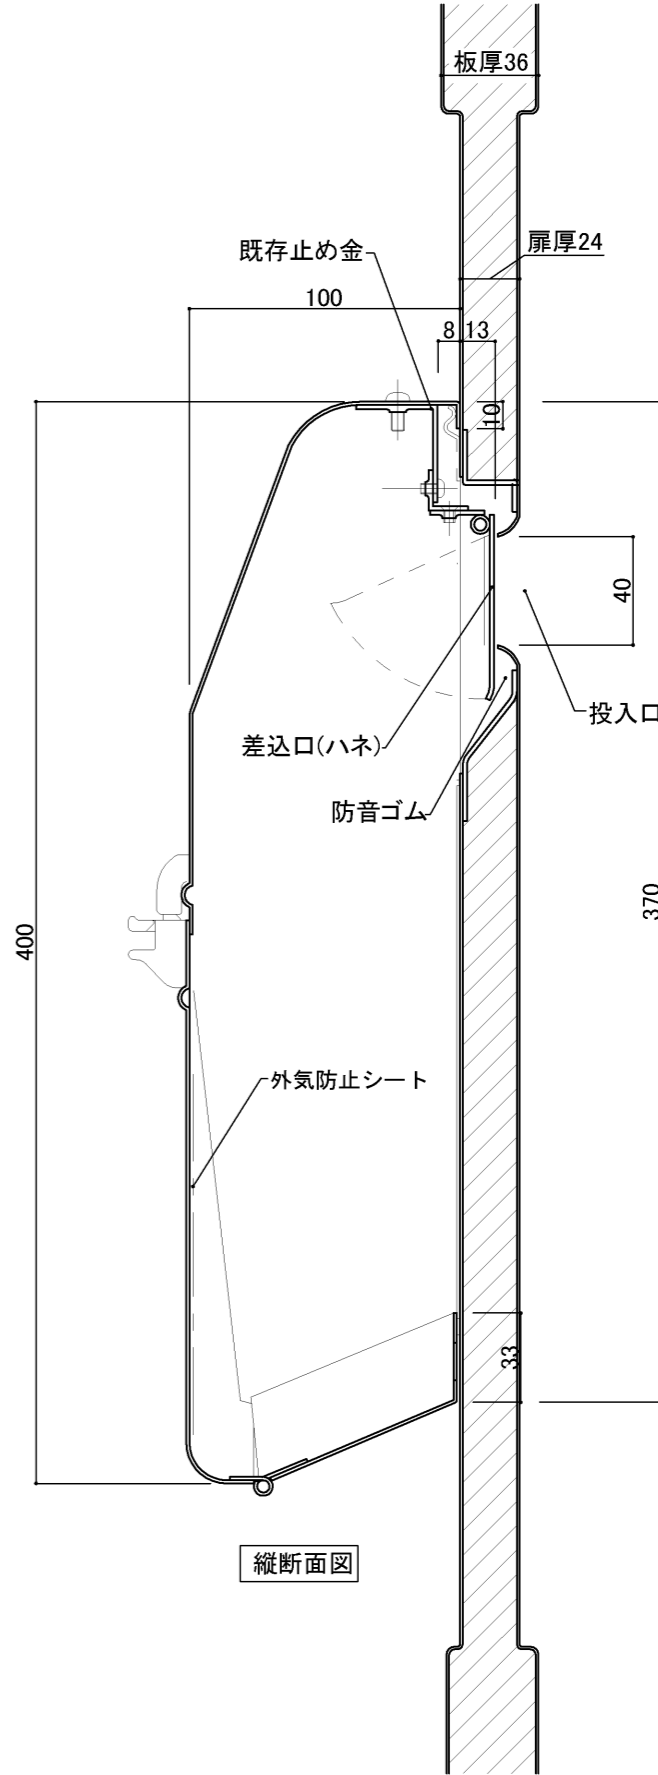 板厚36
扉厚24
既存止め金
100
8
13
10
40
投入口
差込口(ハネ)
防音ゴム
370
400
外気防止シート
33
縦断面図